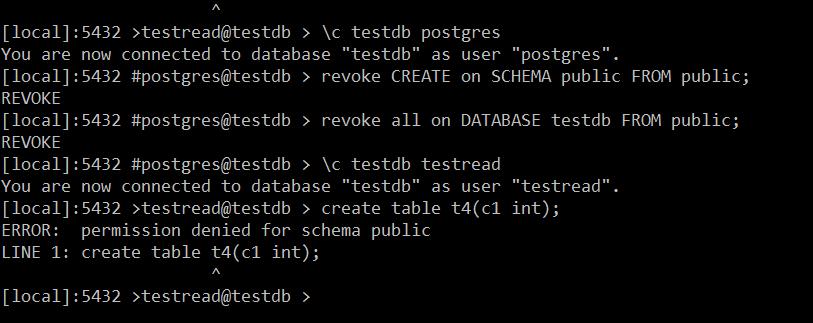 ^
[local]:5432 >testread@testdb > \c testdb postgres
You are now connected to database "testdb" as user "postgres".
[local]:5432 #postgres@testdb > revoke CREATE on SCHEMA public FROM public;
REVOKE
[local]:5432 #postgres@testdb > revoke all on DATABASE testdb FROM public;
REVOKE
[local]:5432 #postgres@testdb > \c testdb testread
You are now connected to database "testdb" as user "testread".
[local]:5432 >testread@testdb > create table t4(c1 int);
ERROR:  permission denied for schema public
LINE 1: create table t4(c1 int);
^
[local]:5432 >testread@testdb >